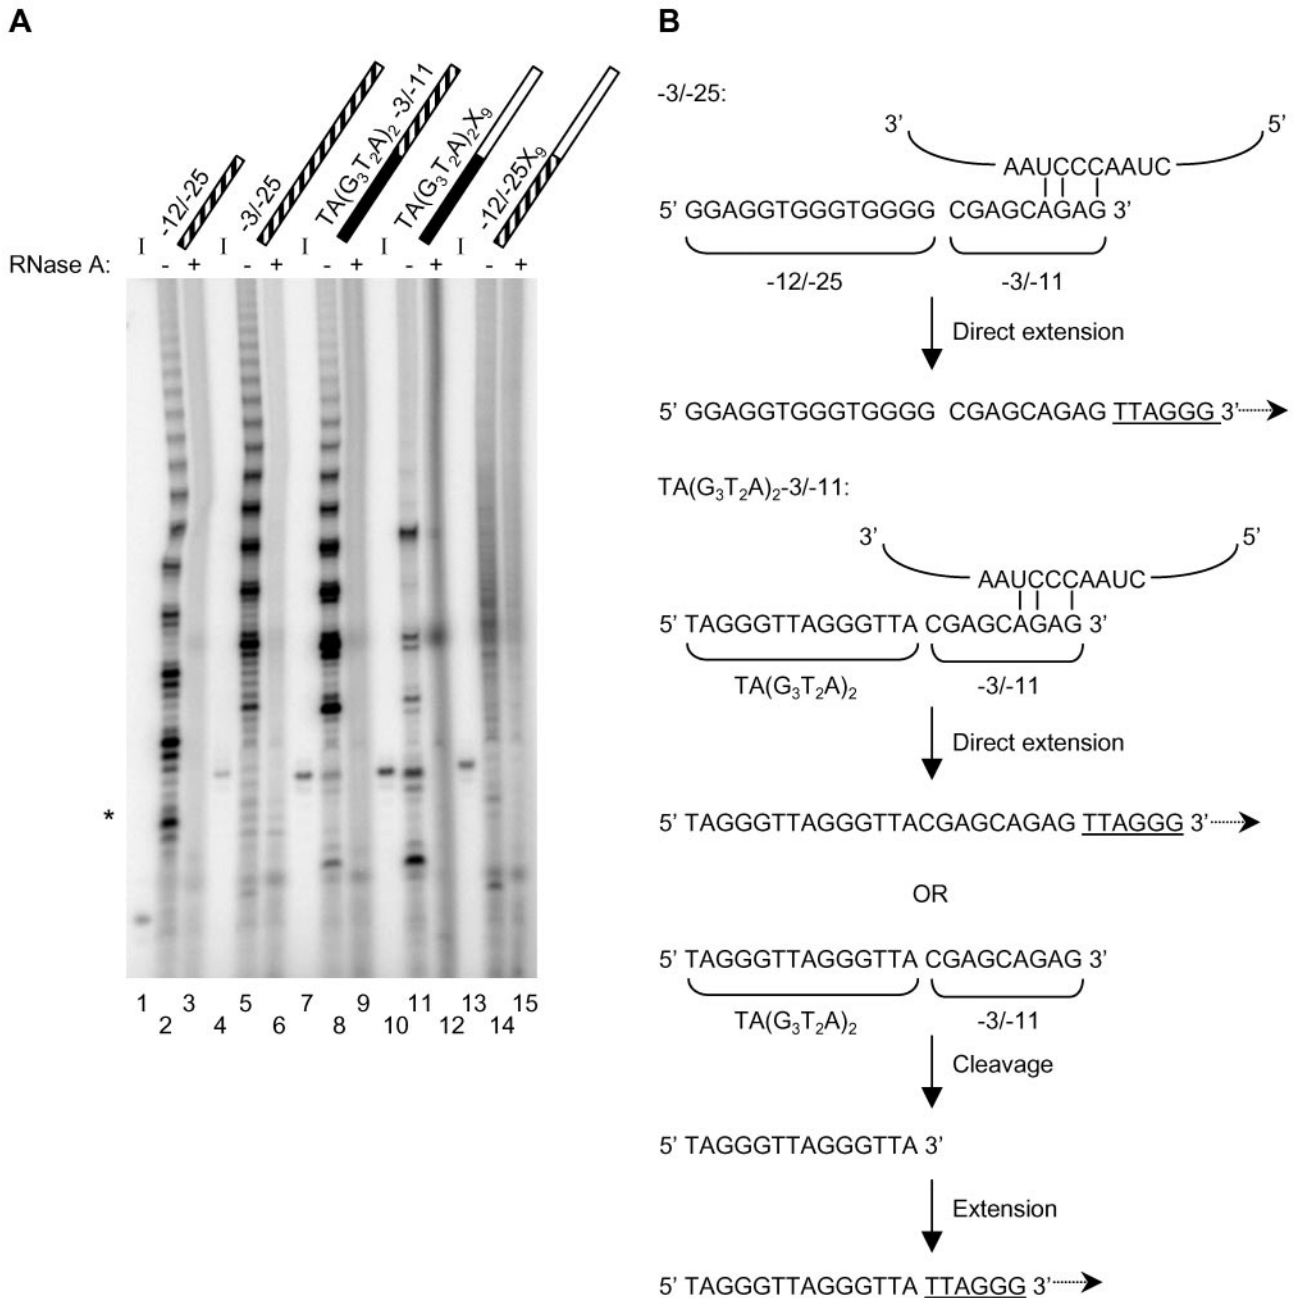 A
B
-12/-25
-3/-25
TA(G₃T₂A)₂ -3/-11
TA(G₃T₂A)₂X₉
-12/-25X₉
I I I I I
RNase A: - + - + - + - + - +
*
1 3 5 7 9 11 13 15
2 4 6 8 10 12 14
-3/-25:
3' 5'
AAUCCCAAUC
5' GGAGGTGGGTGGGG CGAGCAGAG 3'
-12/-25 -3/-11
Direct extension
5' GGAGGTGGGTGGGG CGAGCAGAG TTAGGG 3'
TA(G₃T₂A)₂-3/-11:
3' 5'
AAUCCCAAUC
5' TAGGGTTAGGGTTA CGAGCAGAG 3'
TA(G₃T₂A)₂ -3/-11
Direct extension
5' TAGGGTTAGGGTTACGAGCAGAG TTAGGG 3'
OR
5' TAGGGTTAGGGTTA CGAGCAGAG 3'
TA(G₃T₂A)₂ -3/-11
Cleavage
5' TAGGGTTAGGGTTA 3'
Extension
5' TAGGGTTAGGGTTA TTAGGG 3'